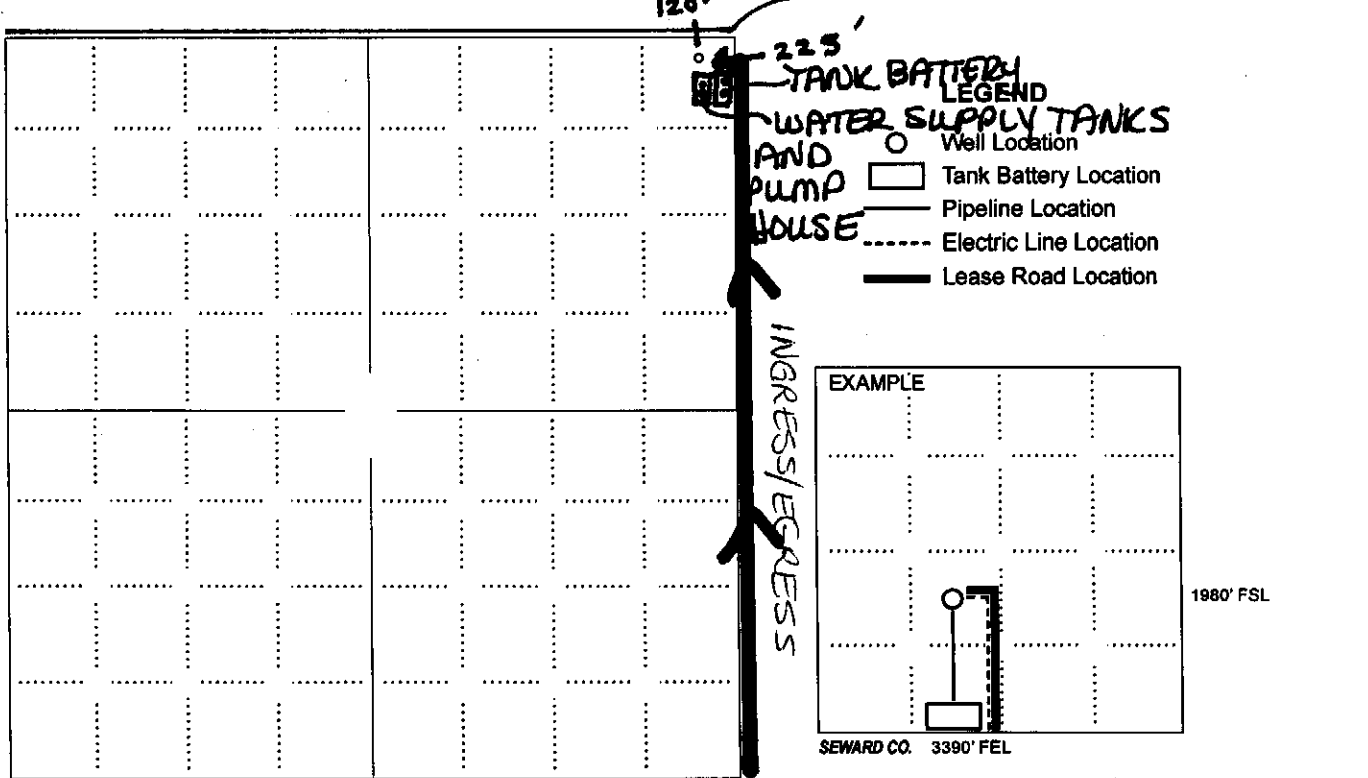 120'
225'
TANK BATTERY
LEGEND
WATER SUPPLY TANKS
AND
PUMP
HOUSE
Well Location
Tank Battery Location
Pipeline Location
Electric Line Location
Lease Road Location
INGRESS/EGRESS
EXAMPLE
1980' FSL
SEWARD CO. 3390' FEL